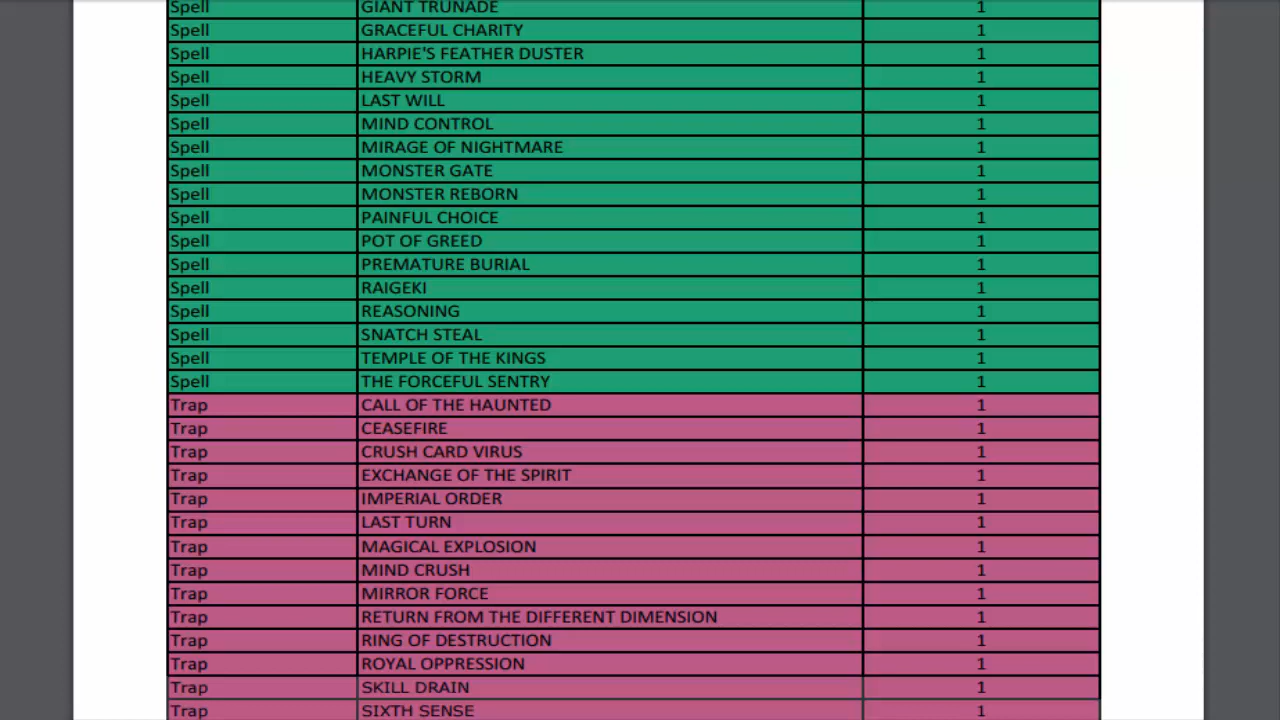 Spell GIANT TRUNADE 1
Spell GRACEFUL CHARITY 1
Spell HARPIE'S FEATHER DUSTER 1
Spell HEAVY STORM 1
Spell LAST WILL 1
Spell MIND CONTROL 1
Spell MIRAGE OF NIGHTMARE 1
Spell MONSTER GATE 1
Spell MONSTER REBORN 1
Spell PAINFUL CHOICE 1
Spell POT OF GREED 1
Spell PREMATURE BURIAL 1
Spell RAIGEKI 1
Spell REASONING 1
Spell SNATCH STEAL 1
Spell TEMPLE OF THE KINGS 1
Spell THE FORCEFUL SENTRY 1
Trap CALL OF THE HAUNTED 1
Trap CEASEFIRE 1
Trap CRUSH CARD VIRUS 1
Trap EXCHANGE OF THE SPIRIT 1
Trap IMPERIAL ORDER 1
Trap LAST TURN 1
Trap MAGICAL EXPLOSION 1
Trap MIND CRUSH 1
Trap MIRROR FORCE 1
Trap RETURN FROM THE DIFFERENT DIMENSION 1
Trap RING OF DESTRUCTION 1
Trap ROYAL OPPRESSION 1
Trap SKILL DRAIN 1
Trap SIXTH SENSE 1